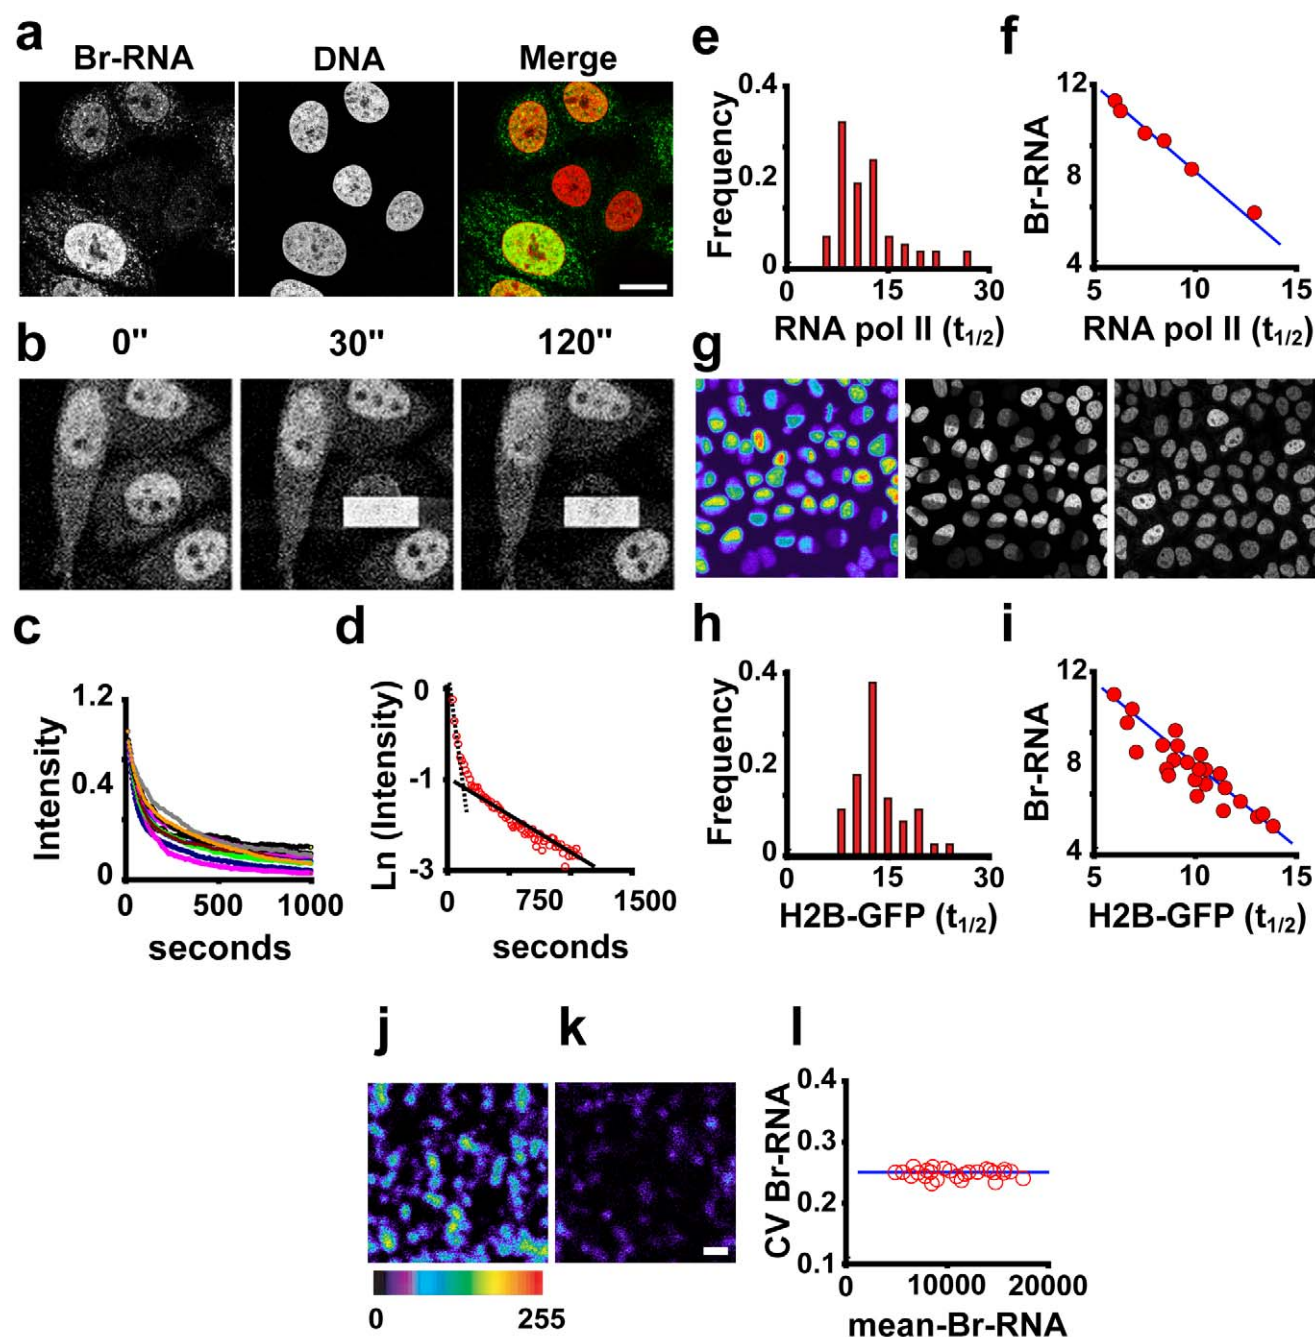 a
Br-RNA DNA Merge
b
0" 30" 120"
c
1.2
0.4
0
Intensity
0 500 1000
seconds
d
0
-1
-3
Ln (Intensity)
0 750 1500
seconds
e
0.4
0.2
0
Frequency
0 15 30
RNA pol II (t1/2)
f
12
8
4
Br-RNA
5 10 15
RNA pol II (t1/2)
g
h
0.4
0.2
0
Frequency
0 15 30
H2B-GFP (t1/2)
i
12
8
4
Br-RNA
5 10 15
H2B-GFP (t1/2)
j
0 255
k
l
0.4
0.3
0.2
0.1
CV Br-RNA
0 10000 20000
mean-Br-RNA